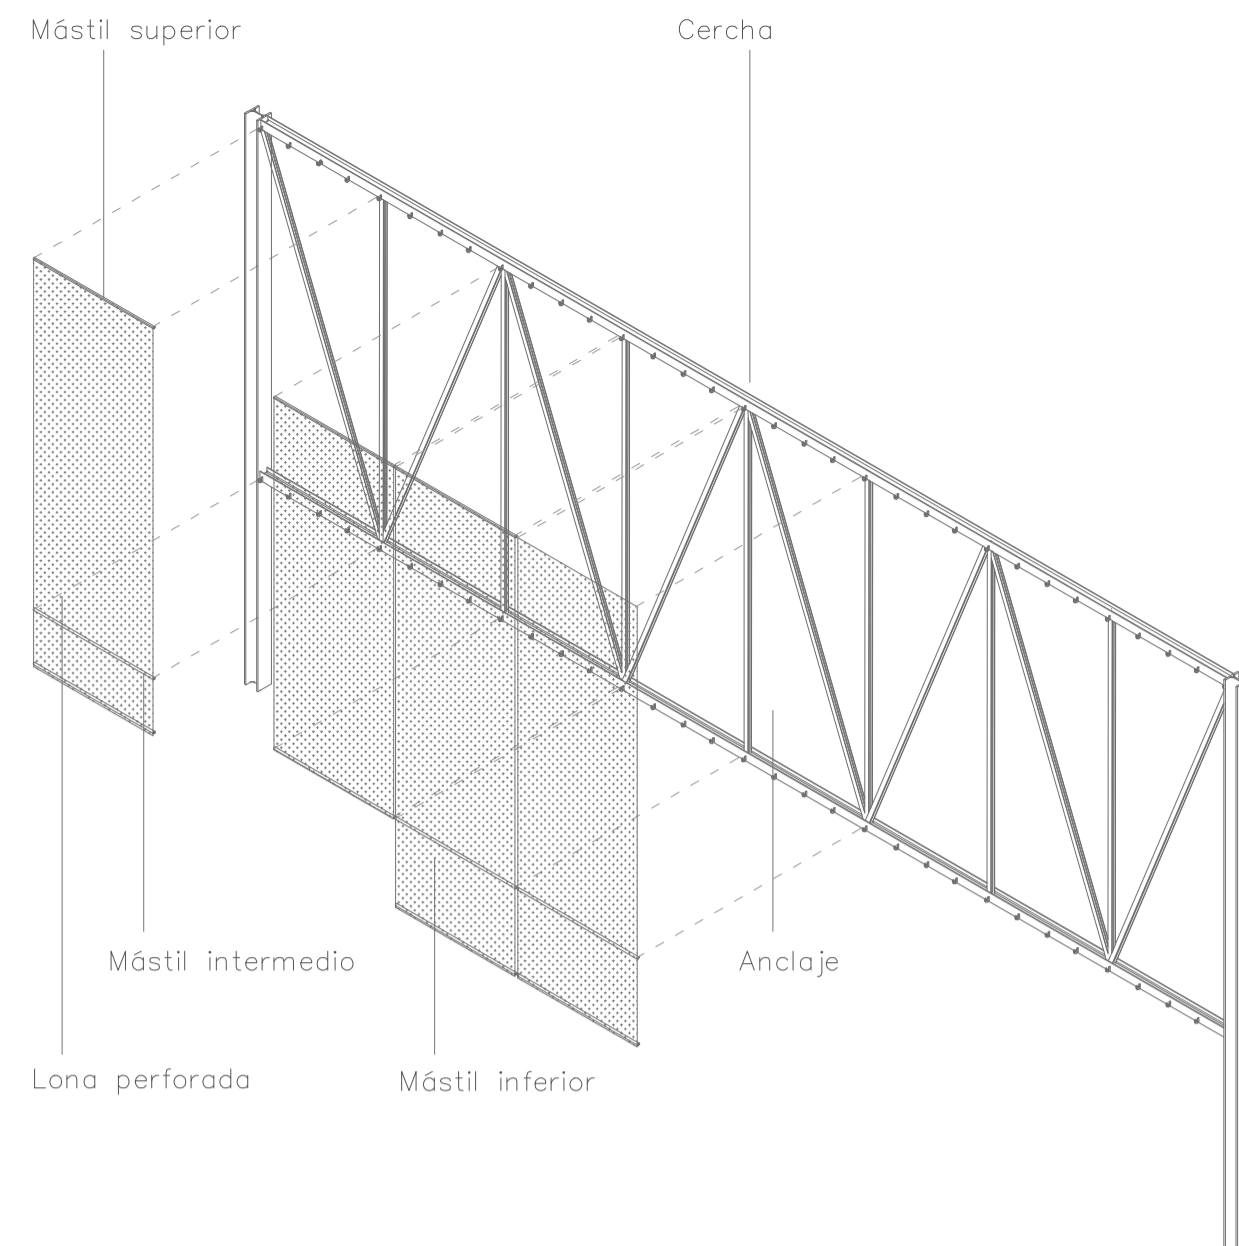 Mástil superior
Cercha
Mástil intermedio
Anclaje
Lona perforada
Mástil inferior